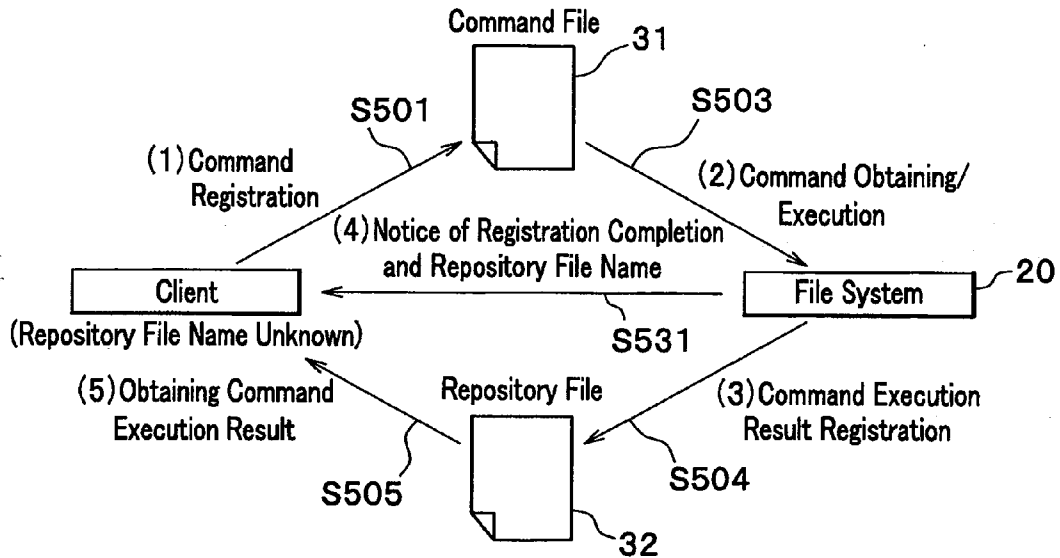 Command File
31
S501
S503
(1)Command
Registration
(2)Command Obtaining/
Execution
(4)Notice of Registration Completion
and Repository File Name
Client
File System
20
(Repository File Name Unknown)
S531
(5)Obtaining Command
Execution Result
Repository File
(3)Command Execution
Result Registration
S505
S504
32